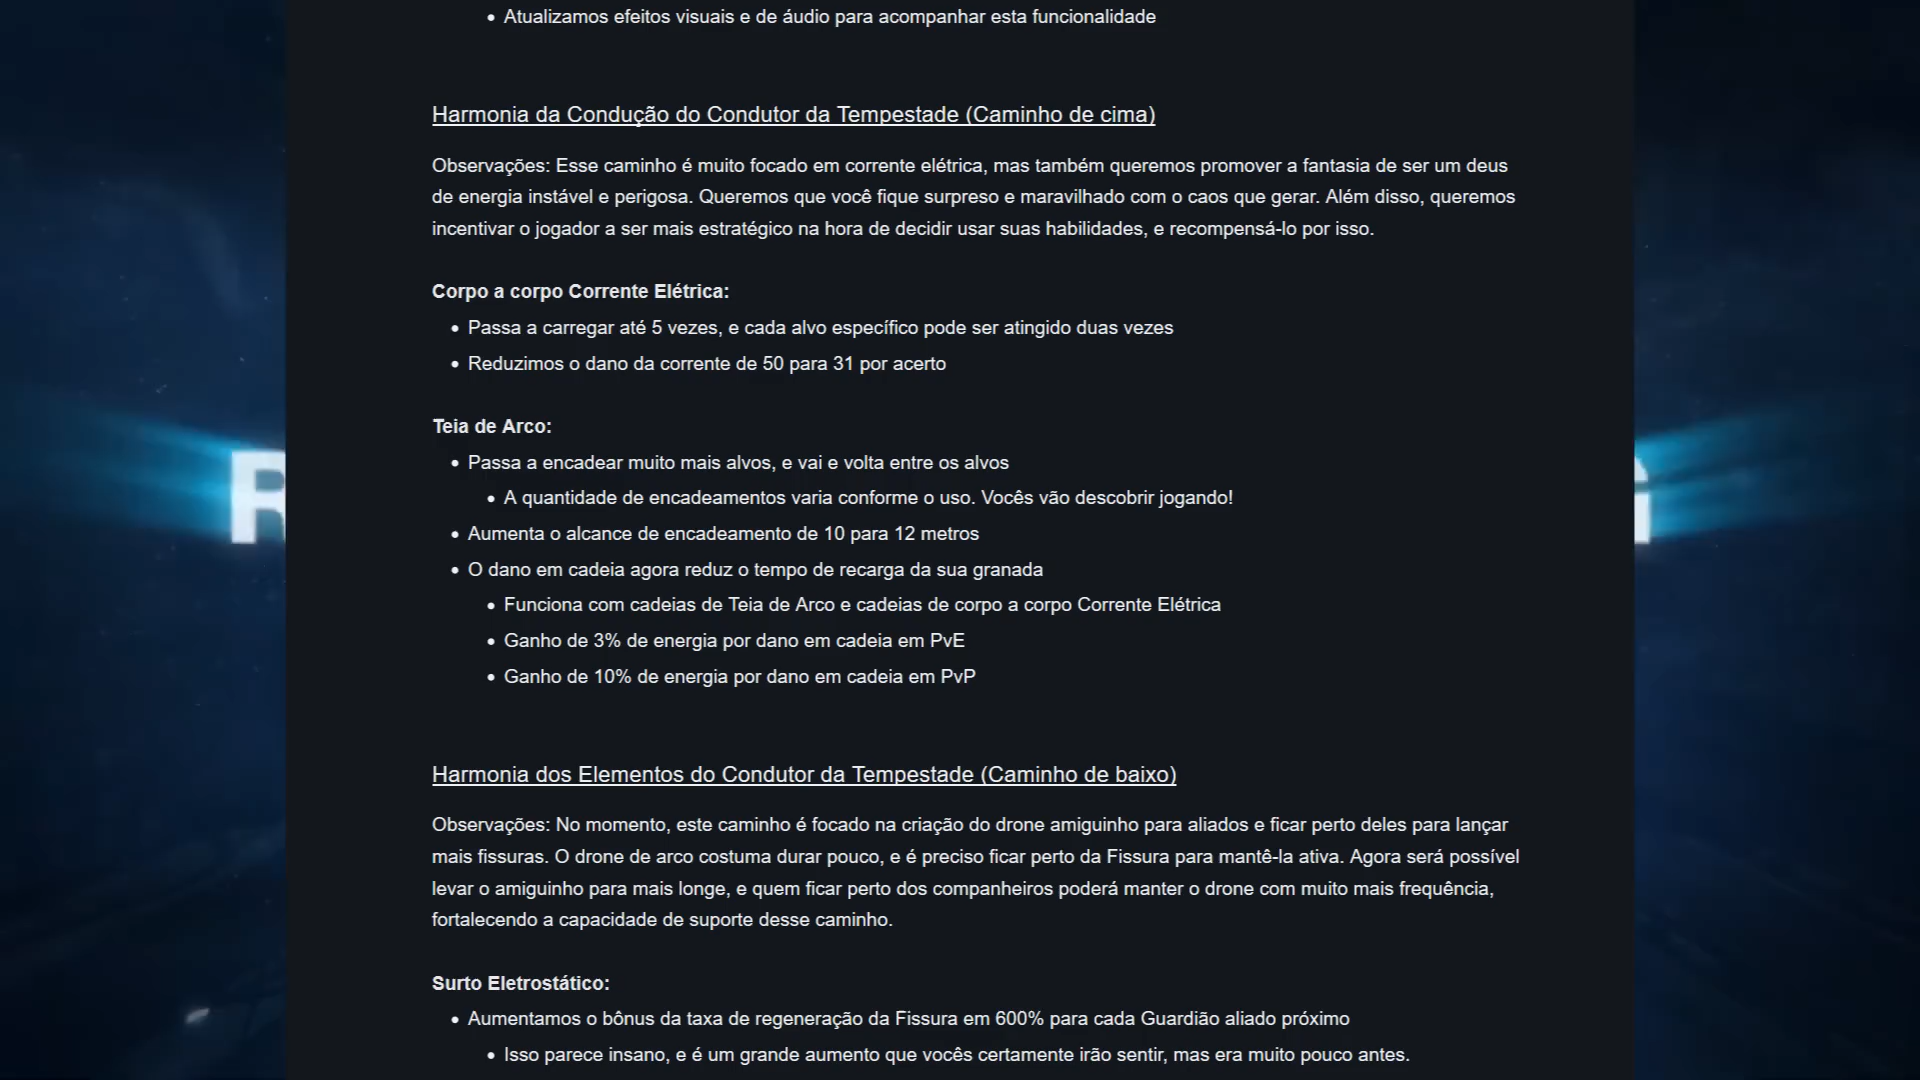 Atualizamos efeitos visuais e de áudio para acompanhar esta funcionalidade
Harmonia da Condução do Condutor da Tempestade (Caminho de cima)
Observações: Esse caminho é muito focado em corrente elétrica, mas também queremos promover a fantasia de ser um deus
de energia instável e perigosa. Queremos que você fique surpreso e maravilhado com o caos que gerar. Além disso, queremos
incentivar o jogador a ser mais estratégico na hora de decidir usar suas habilidades, e recompensá-lo por isso.
Corpo a corpo Corrente Elétrica:
Passa a carregar até 5 vezes, e cada alvo específico pode ser atingido duas vezes
Reduzimos o dano da corrente de 50 para 31 por acerto
Teia de Arco:
Passa a encadear muito mais alvos, e vai e volta entre os alvos
A quantidade de encadeamentos varia conforme o uso. Vocês vão descobrir jogando!
Aumenta o alcance de encadeamento de 10 para 12 metros
O dano em cadeia agora reduz o tempo de recarga da sua granada
Funciona com cadeias de Teia de Arco e cadeias de corpo a corpo Corrente Elétrica
Ganho de 3% de energia por dano em cadeia em PvE
Ganho de 10% de energia por dano em cadeia em PvP
Harmonia dos Elementos do Condutor da Tempestade (Caminho de baixo)
Observações: No momento, este caminho é focado na criação do drone amiguinho para aliados e ficar perto deles para lançar
mais fissuras. O drone de arco costuma durar pouco, e é preciso ficar perto da Fissura para mantê-la ativa. Agora será possível
levar o amiguinho para mais longe, e quem ficar perto dos companheiros poderá manter o drone com muito mais frequência,
fortalecendo a capacidade de suporte desse caminho.
Surto Eletrostático:
Aumentamos o bônus da taxa de regeneração da Fissura em 600% para cada Guardião aliado próximo
Isso parece insano, e é um grande aumento que vocês certamente irão sentir, mas era muito pouco antes.